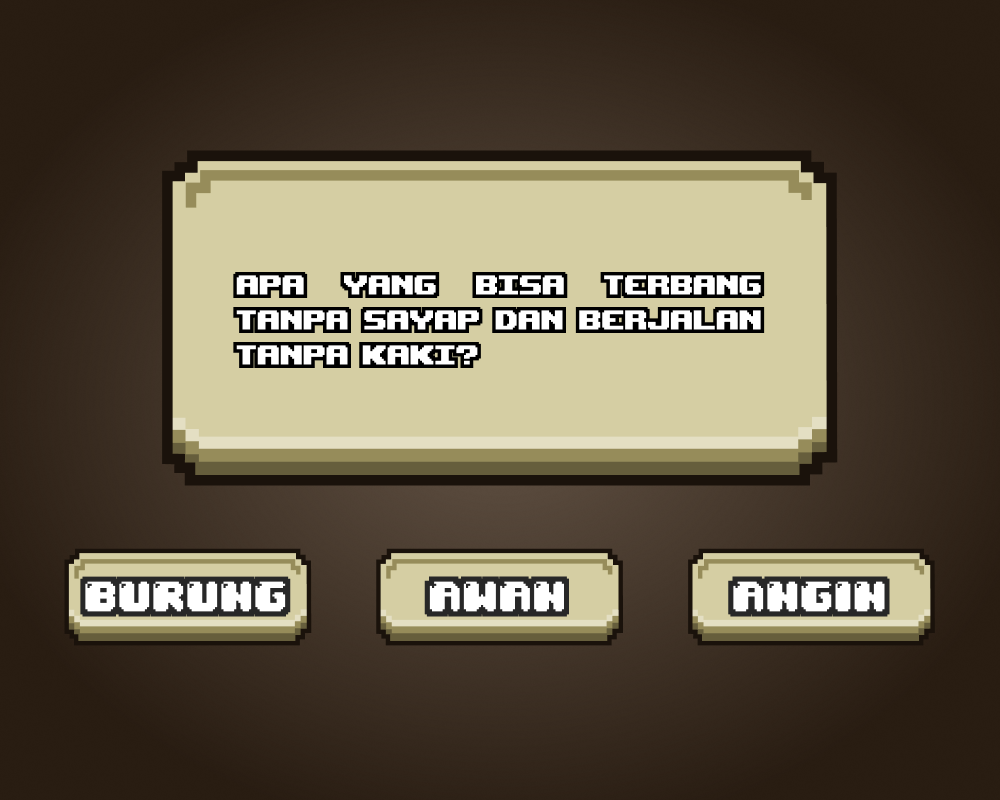 APA YANG BISA TERBANG
TANPA SAYAP DAN BERJALAN
TANPA KAKI?
BURUNG
AWAN
ANGIN